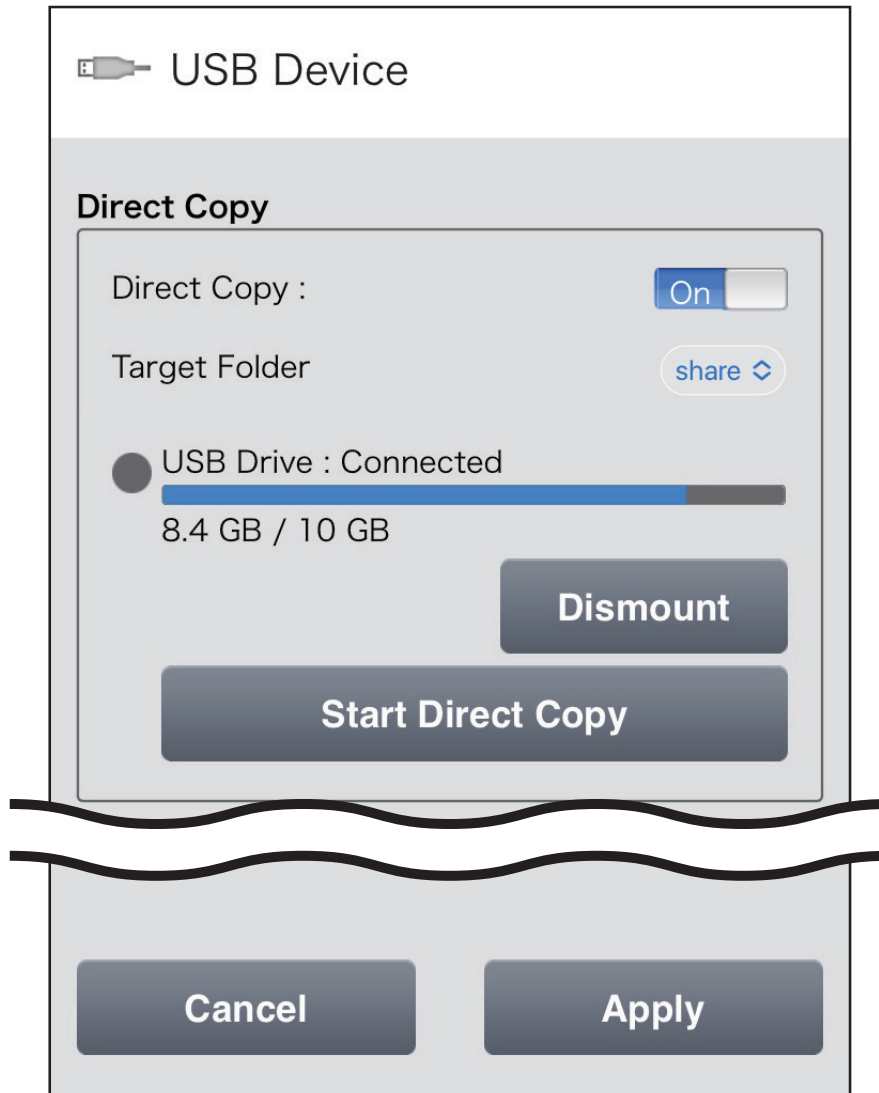 USB Device
Direct Copy
Direct Copy :
On
Target Folder
share
USB Drive : Connected
8.4 GB / 10 GB
Dismount
Start Direct Copy
Cancel
Apply